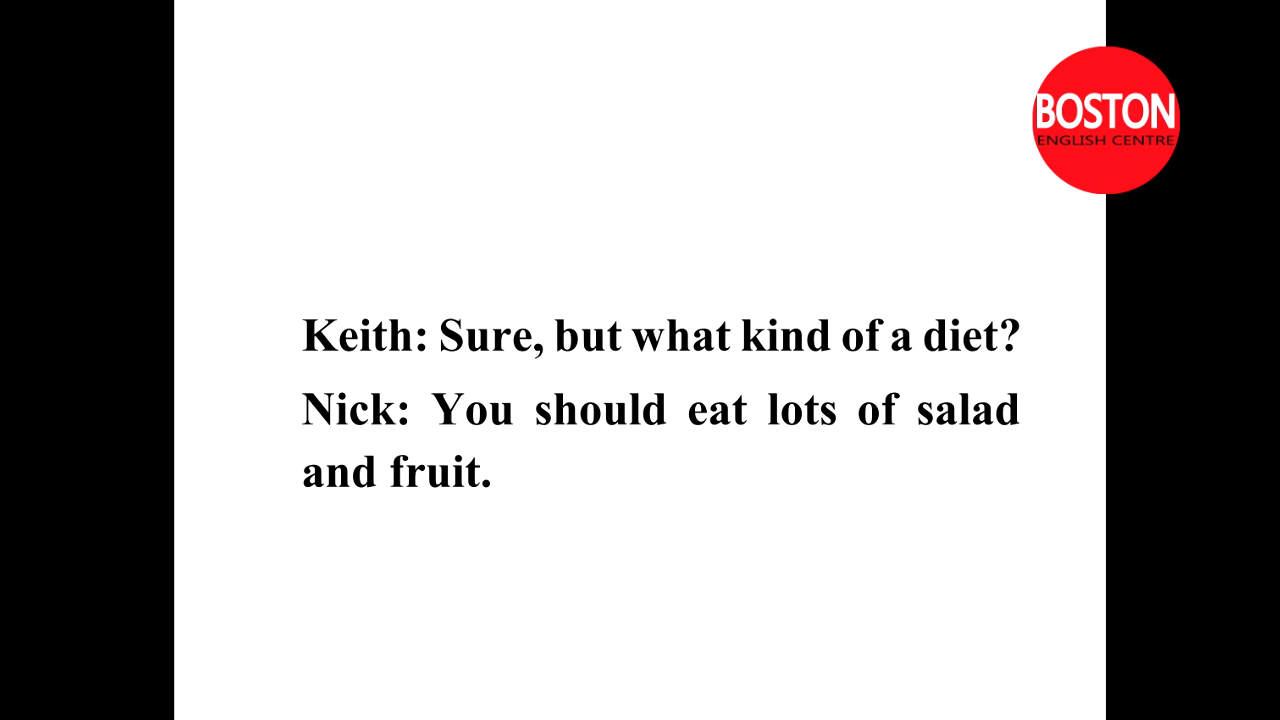 BOSTON
ENGLISH CENTRE
Keith: Sure, but what kind of a diet?
Nick: You should eat lots of salad
and fruit.